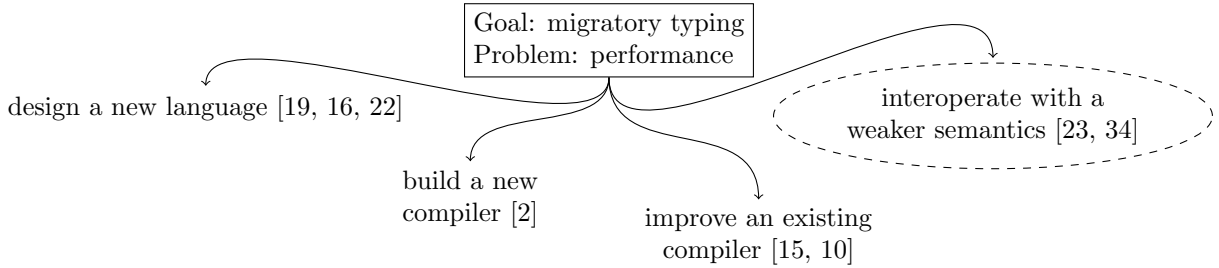 Goal: migratory typing
Problem: performance
design a new language [19, 16, 22]
interoperate with a
weaker semantics [23, 34]
build a new
compiler [2]
improve an existing
compiler [15, 10]